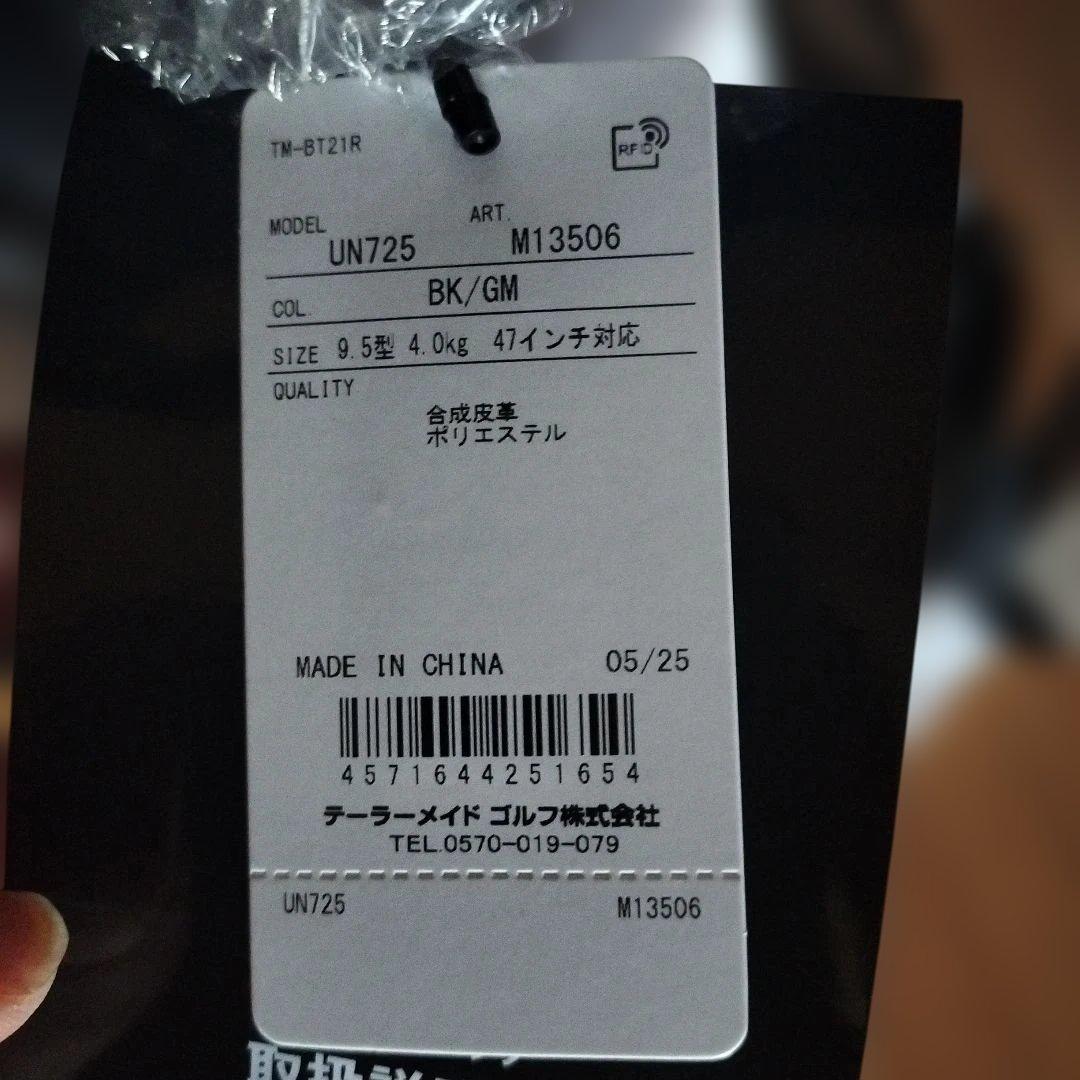 TM-BT21R
RFID
MODEL UN725 ART. M13506
COL. BK/GM
SIZE 9.5型 4.0kg 47インチ対応
QUALITY
合成皮革
ポリエステル
MADE IN CHINA 05/25
4571644251654
テーラーメイド ゴルフ株式会社
TEL.0570-019-079
UN725 M13506
取扱説